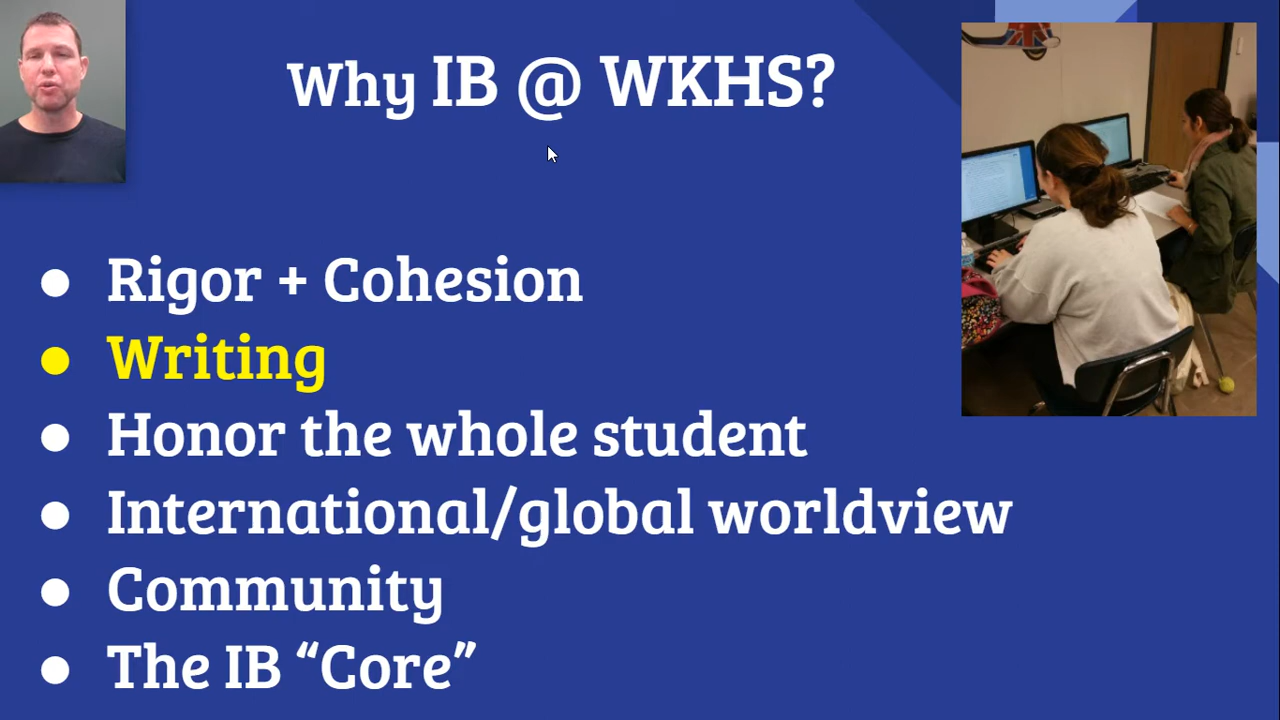 Why IB @ WKHS?
● Rigor + Cohesion
● Writing
● Honor the whole student
● International/global worldview
● Community
● The IB “Core”